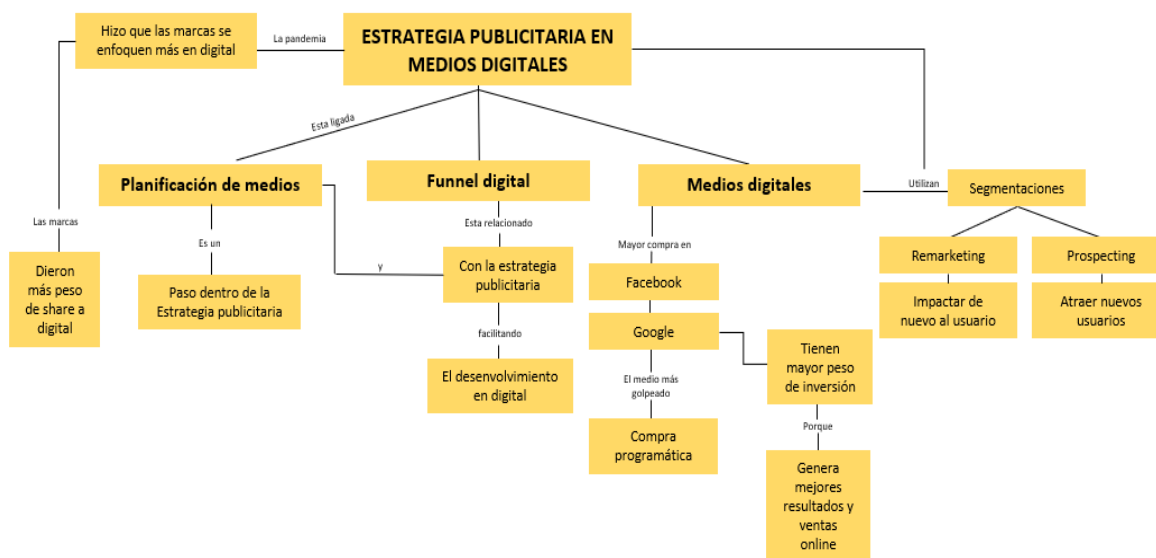 Hizo que las marcas se
enfoquen más en digital
La pandemia
ESTRATEGIA PUBLICITARIA EN
MEDIOS DIGITALES
Esta ligada
Planificación de medios
Funnel digital
Medios digitales
Utilizan
Segmentaciones
Las marcas
Es un
Esta relacionado
Mayor compra en
Remarketing
Prospecting
Dieron
más peso
de share a
digital
y
Con la estrategia
publicitaria
Facebook
Paso dentro de la
Estrategia publicitaria
Impactar de
nuevo al usuario
Atraer nuevos
usuarios
facilitando
Google
Tienen
mayor peso
de inversión
El desenvolvimiento
en digital
El medio más
golpeado
Porque
Compra
programática
Genera
mejores
resultados y
ventas
online